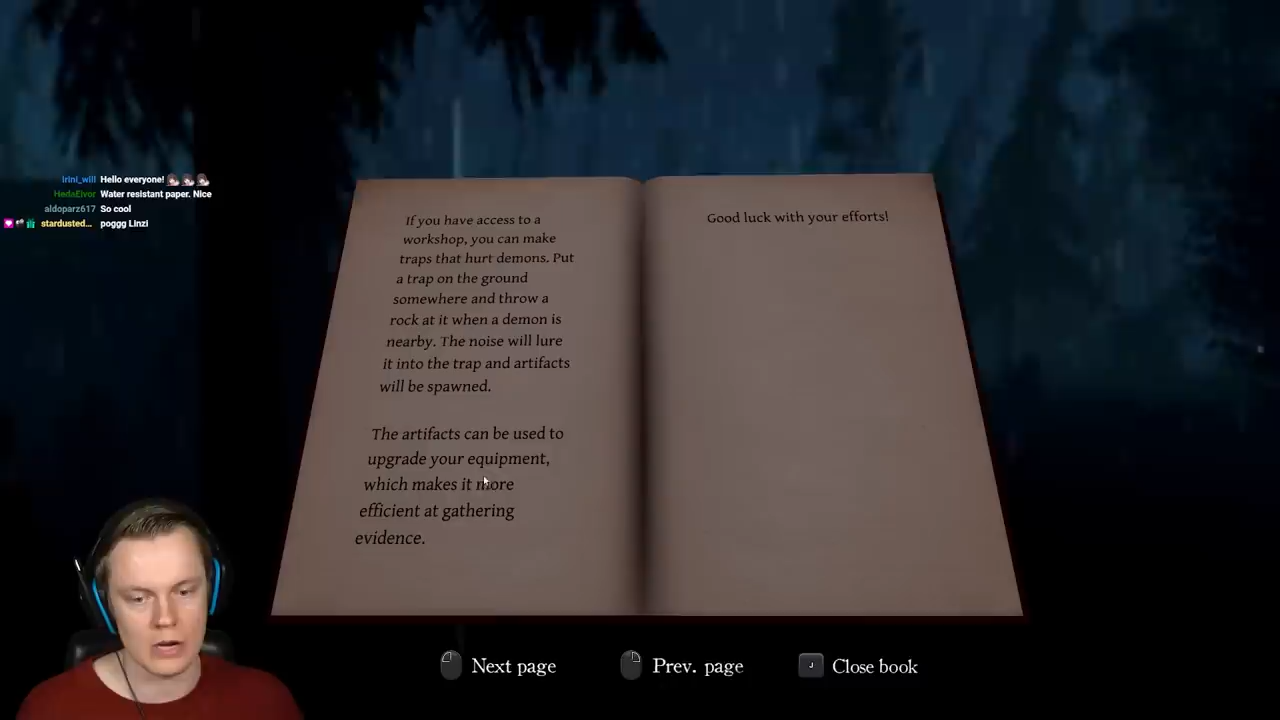 irini_will Hello everyone!
HedaEivor Water resistant paper. Nice
aldoparz617 So cool
stardusted... poggg Linzi
If you have access to a
workshop, you can make
traps that hurt demons. Put
a trap on the ground
somewhere and throw a
rock at it when a demon is
nearby. The noise will lure
it into the trap and artifacts
will be spawned.
The artifacts can be used to
upgrade your equipment,
which makes it more
efficient at gathering
evidence.
Good luck with your efforts!
Next page
Prev. page
J Close book